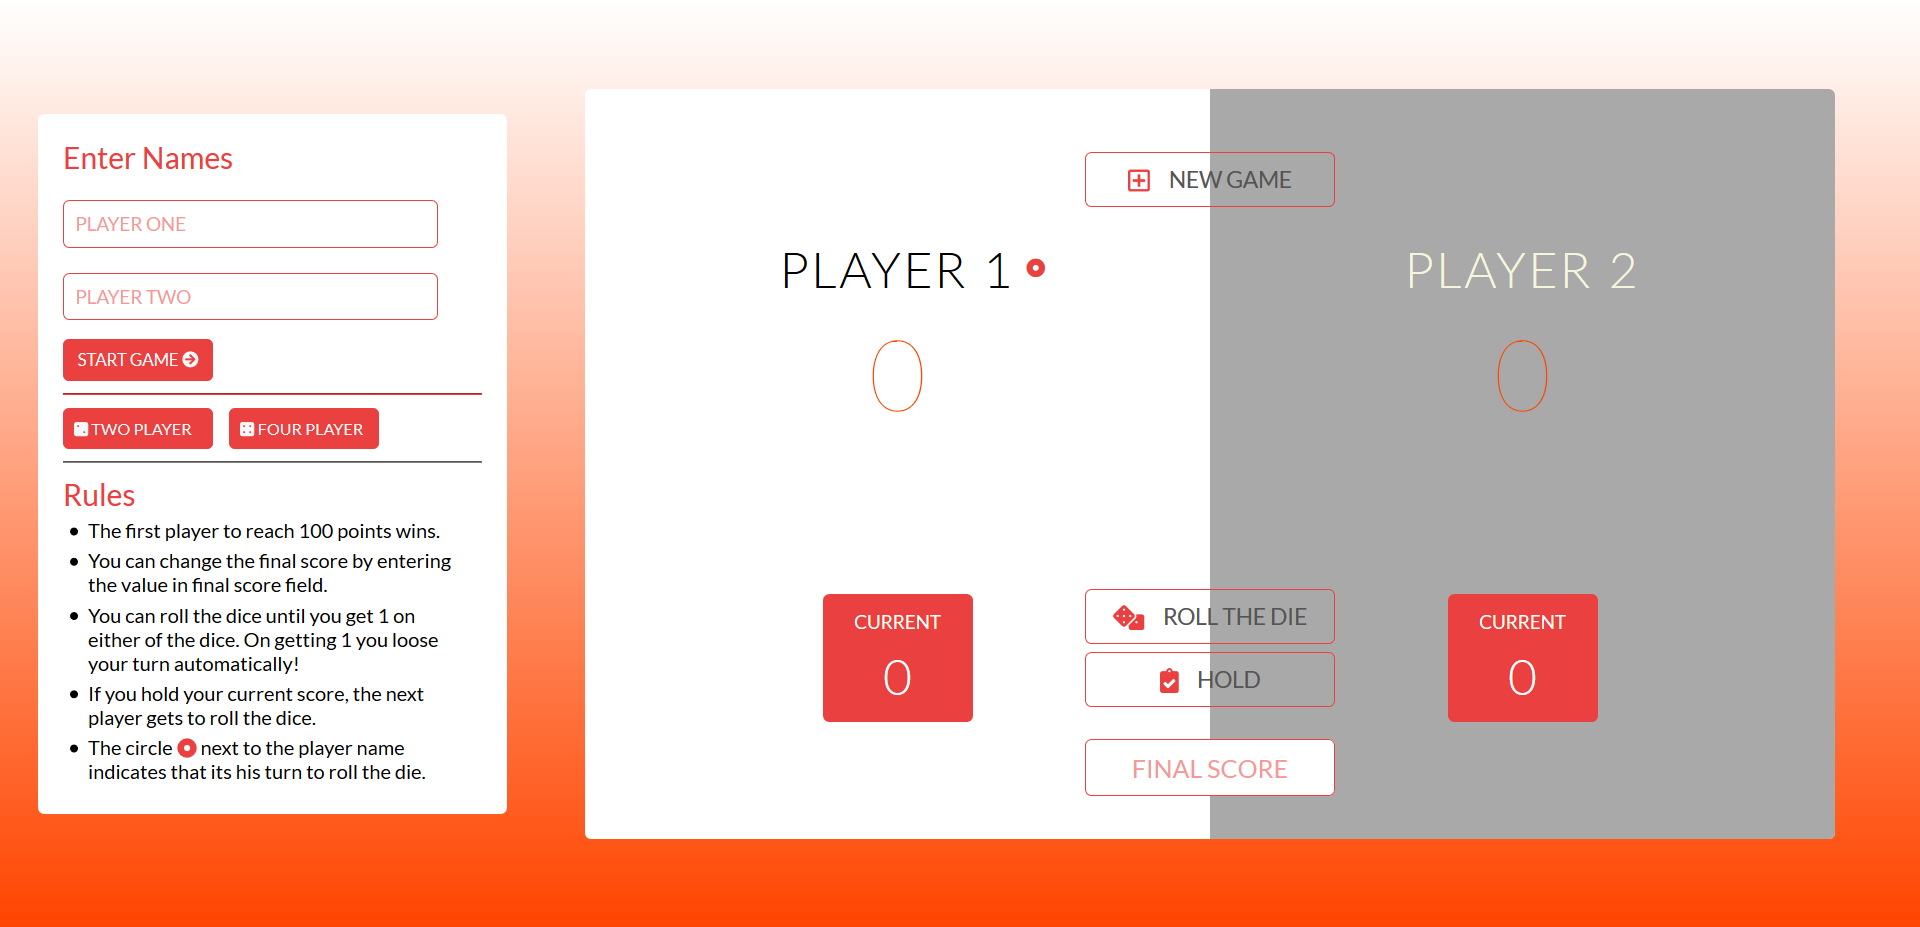 Enter Names
PLAYER ONE
PLAYER TWO
START GAME
TWO PLAYER
FOUR PLAYER
Rules
The first player to reach 100 points wins.
You can change the final score by entering
the value in final score field.
You can roll the dice until you get 1 on
either of the dice. On getting 1 you loose
your turn automatically!
If you hold your current score, the next
player gets to roll the dice.
The circle next to the player name
indicates that its his turn to roll the die.
NEW GAME
PLAYER 1
0
PLAYER 2
0
CURRENT
0
ROLL THE DIE
HOLD
FINAL SCORE
CURRENT
0